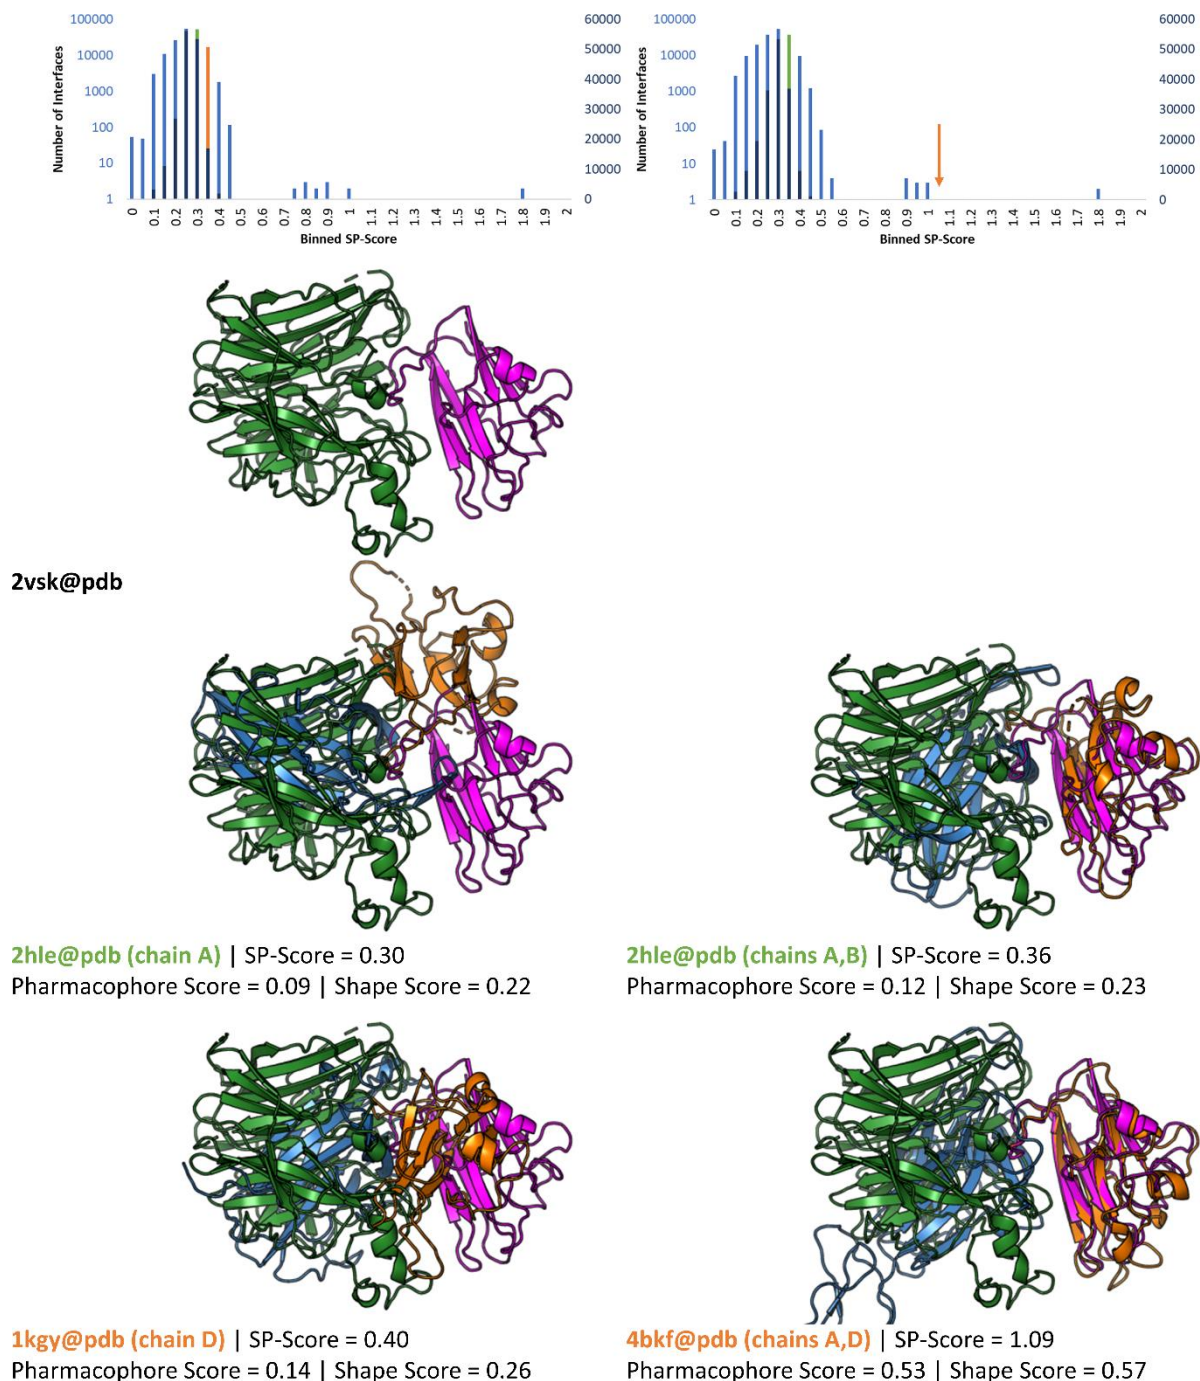 100000
10000
1000
100
10
1
Number of Interfaces
60000
50000
40000
30000
20000
10000
0
0 0.1 0.2 0.3 0.4 0.5 0.6 0.7 0.8 0.9 1 1.1 1.2 1.3 1.4 1.5 1.6 1.7 1.8 1.9 2
Binned SP-Score
100000
10000
1000
100
10
1
Number of Interfaces
60000
50000
40000
30000
20000
10000
0
0 0.1 0.2 0.3 0.4 0.5 0.6 0.7 0.8 0.9 1 1.1 1.2 1.3 1.4 1.5 1.6 1.7 1.8 1.9 2
Binned SP-Score
2vsk@pdb
2hle@pdb (chain A) | SP-Score = 0.30
Pharmacophore Score = 0.09 | Shape Score = 0.22
2hle@pdb (chains A,B) | SP-Score = 0.36
Pharmacophore Score = 0.12 | Shape Score = 0.23
1kgy@pdb (chain D) | SP-Score = 0.40
Pharmacophore Score = 0.14 | Shape Score = 0.26
4bkf@pdb (chains A,D) | SP-Score = 1.09
Pharmacophore Score = 0.53 | Shape Score = 0.57